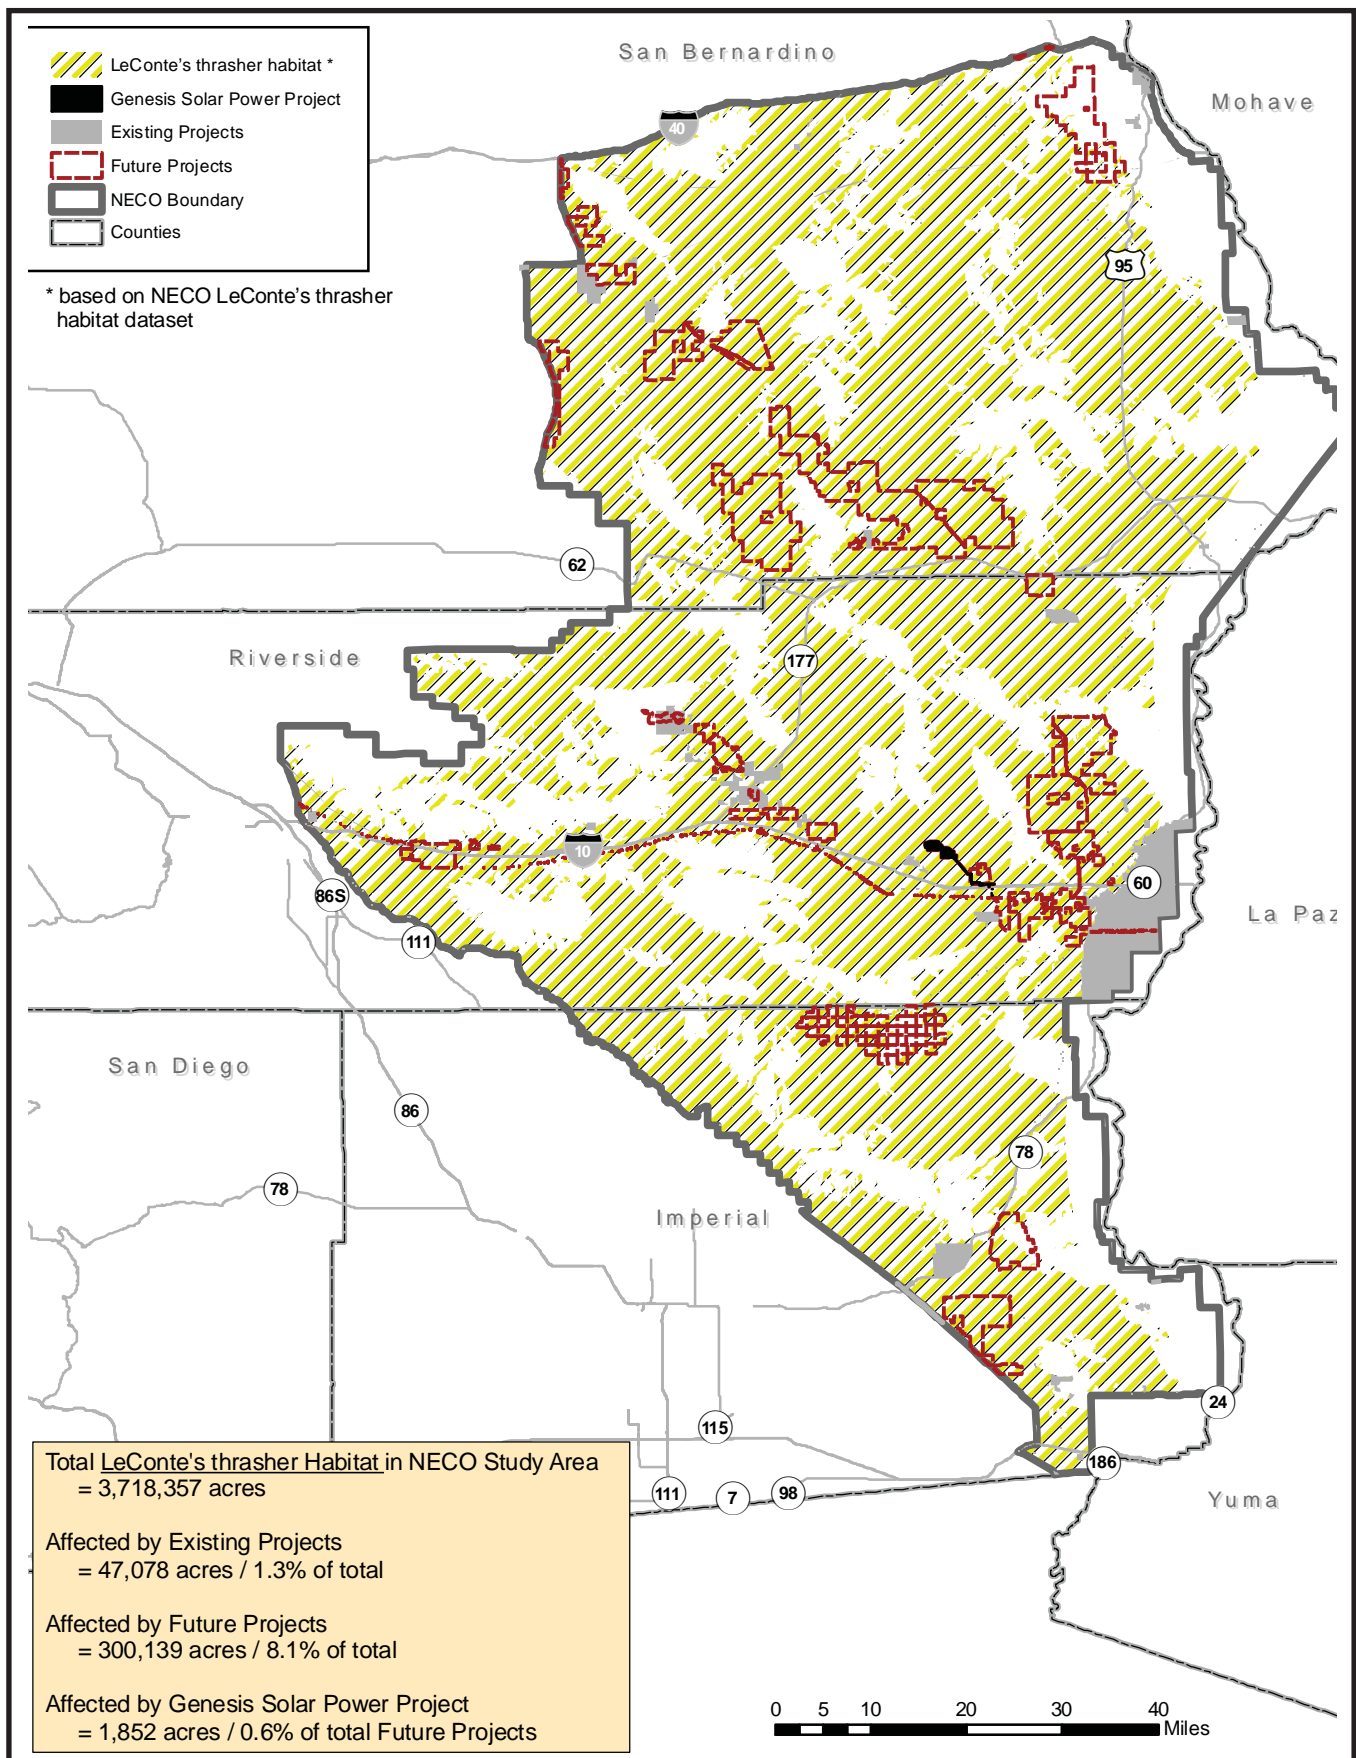 San Bernardino
LeConte's thrasher habitat *
Genesis Solar Power Project
Existing Projects
Future Projects
NECO Boundary
Counties
* based on NECO LeConte's thrasher
habitat dataset
40
Mohave
95
62
Riverside
177
10
86S
111
60
La Paz
San Diego
86
78
78
Imperial
24
115
186
111
7
98
Yuma
Total LeConte's thrasher Habitat in NECO Study Area
= 3,718,357 acres
Affected by Existing Projects
= 47,078 acres / 1.3% of total
Affected by Future Projects
= 300,139 acres / 8.1% of total
Affected by Genesis Solar Power Project
= 1,852 acres / 0.6% of total Future Projects
0 5 10 20 30 40
Miles